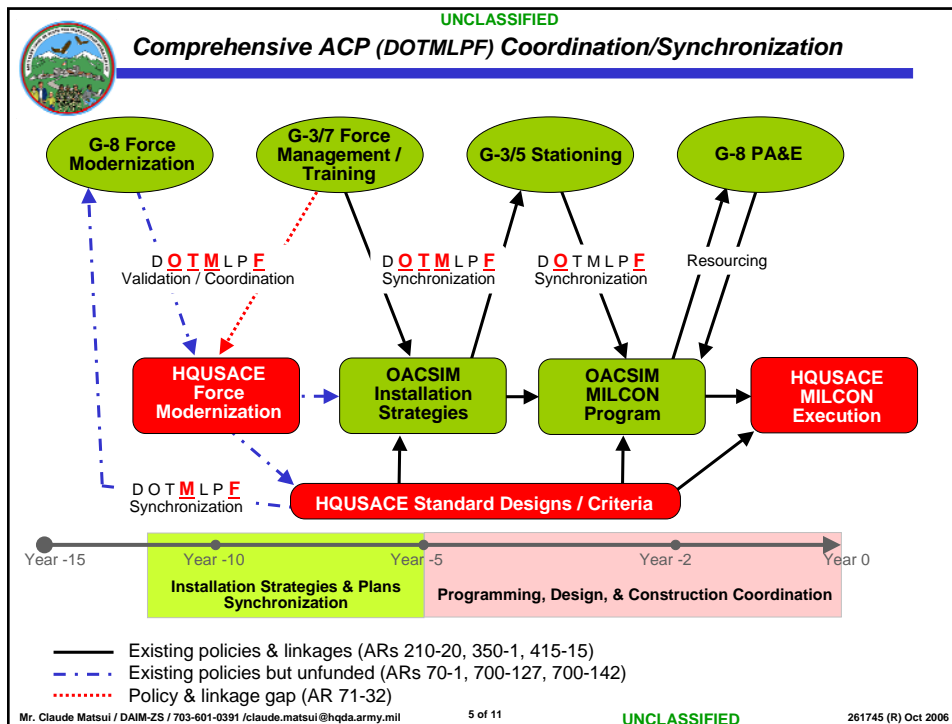 UNCLASSIFIED
Comprehensive ACP (DOTMLPF) Coordination/Synchronization
G-8 Force
Modernization
G-3/7 Force
Management /
Training
G-3/5 Stationing
G-8 PA&E
D O T M L P F
Validation / Coordination
D O T M L P F
Synchronization
D O T M L P F
Synchronization
Resourcing
HQUSACE
Force
Modernization
OACSIM
Installation
Strategies
OACSIM
MILCON
Program
HQUSACE
MILCON
Execution
D O T M L P F
Synchronization
HQUSACE Standard Designs / Criteria
Year -15
Year -10
Year -5
Year -2
Year 0
Installation Strategies & Plans
Synchronization
Programming, Design, & Construction Coordination
Existing policies & linkages (ARs 210-20, 350-1, 415-15)
Existing policies but unfunded (ARs 70-1, 700-127, 700-142)
Policy & linkage gap (AR 71-32)
Mr. Claude Matsui / DAIM-ZS / 703-601-0391 /claude.matsui@hqda.army.mil
5 of 11
UNCLASSIFIED
261745 (R) Oct 2006